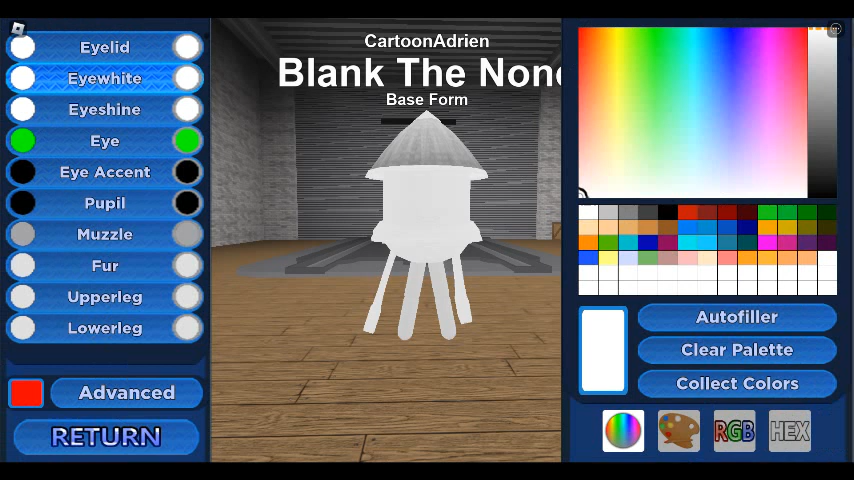 Eyelid
Eyewhite
Eyeshine
Eye
Eye Accent
Pupil
Muzzle
Fur
Upperleg
Lowerleg
Advanced
RETURN
CartoonAdrien
Blank The None
Base Form
Autofiller
Clear Palette
Collect Colors
RGB
HEX